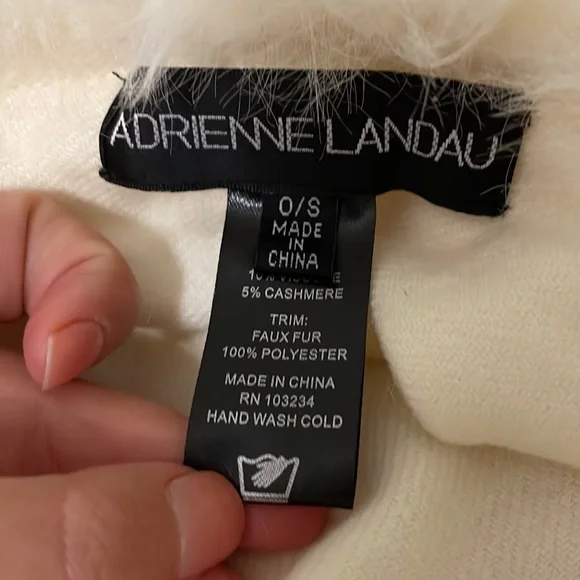 ADRIENNE LANDAU
O/S
MADE
IN
CHINA
5% CASHMERE
TRIM:
FAUX FUR
100% POLYESTER
MADE IN CHINA
RN 103234
HAND WASH COLD